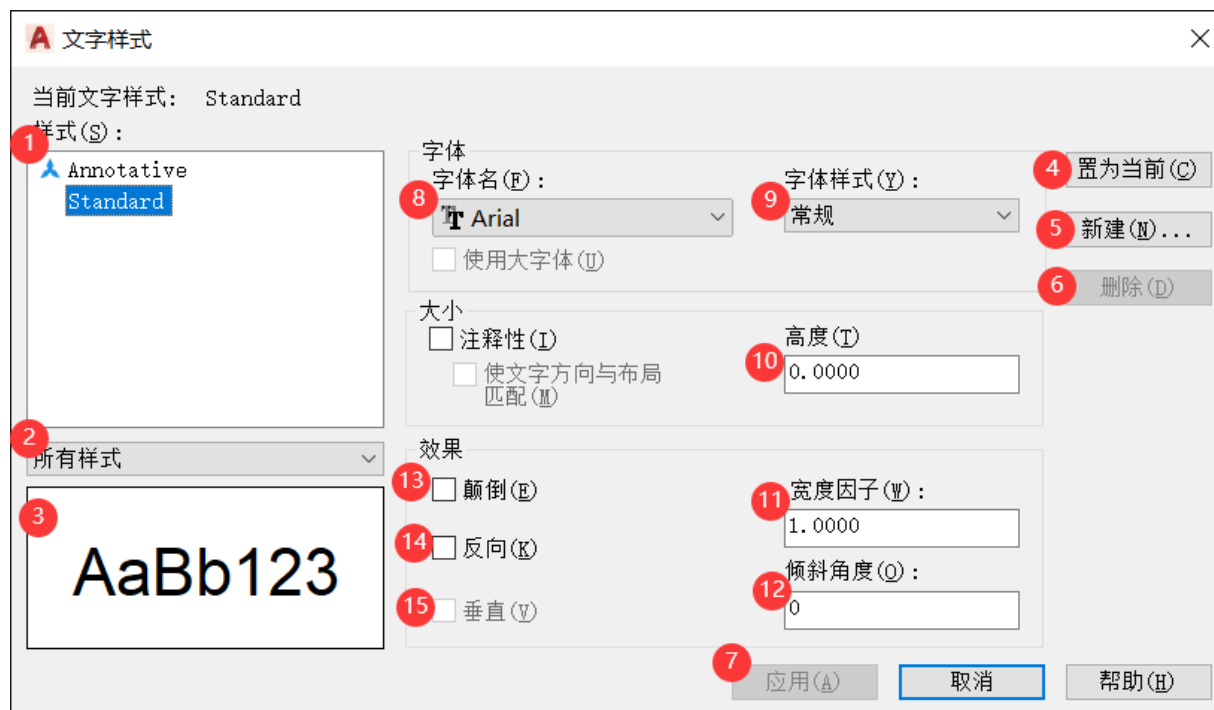 文字样式
当前文字样式： Standard
样式(S)：
1
Annotative
Standard
2
所有样式
3
AaBb123
字体
字体名(F)：
8
Arial
使用大字体(U)
字体样式(Y)：
9
常规
大小
注释性(I)
使文字方向与布局
匹配(M)
高度(T)
10
0.0000
效果
13
颠倒(E)
14
反向(K)
15
垂直(V)
11
宽度因子(W)：
1.0000
倾斜角度(O)：
12
0
4
置为当前(C)
5
新建(N)...
6
删除(D)
7
应用(A)
取消
帮助(H)